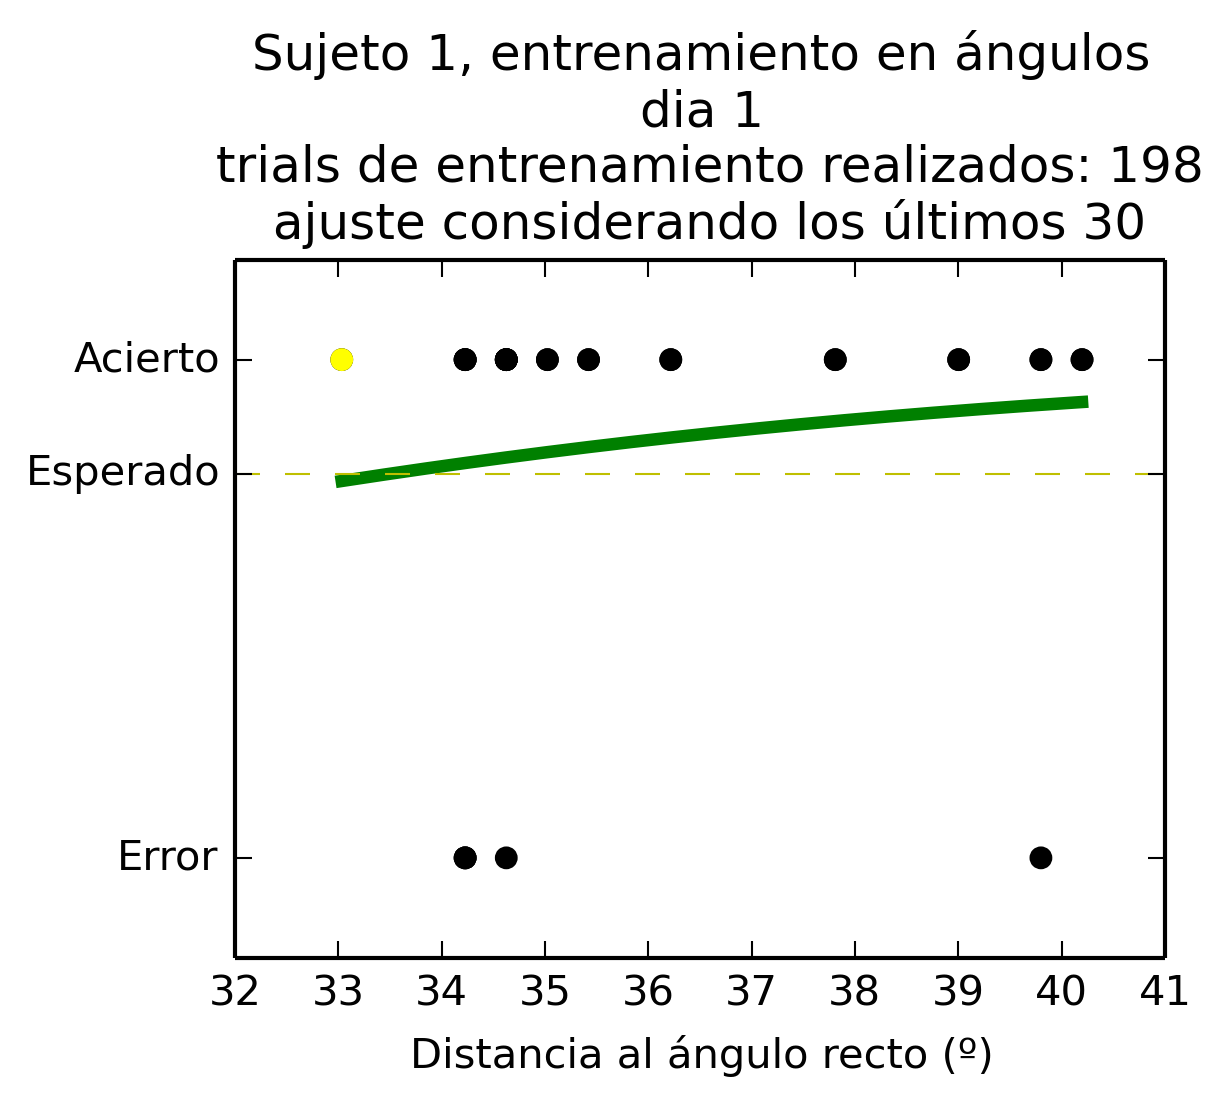 Sujeto 1, entrenamiento en ángulos
dia 1
trials de entrenamiento realizados: 198
ajuste considerando los últimos 30
Acierto
Esperado
Error
32 33 34 35 36 37 38 39 40 41
Distancia al ángulo recto (º)